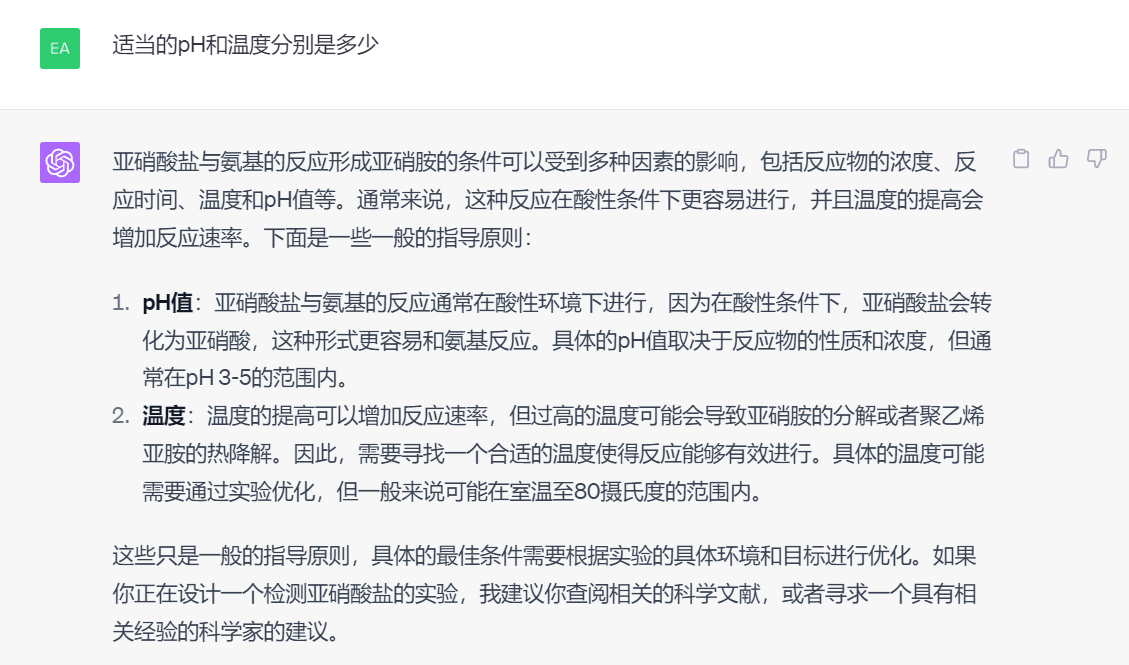 EA
适当的pH和温度分别是多少
亚硝酸盐与氨基的反应形成亚硝胺的条件可以受到多种因素的影响，包括反应物的浓度、反
应时间、温度和pH值等。通常来说，这种反应在酸性条件下更容易进行，并且温度的提高会
增加反应速率。下面是一些一般的指导原则：
1. pH值：亚硝酸盐与氨基的反应通常在酸性环境下进行，因为在酸性条件下，亚硝酸盐会转
化为亚硝酸，这种形式更容易和氨基反应。具体的pH值取决于反应物的性质和浓度，但通
常在pH 3-5的范围内。
2. 温度：温度的提高可以增加反应速率，但过高的温度可能会导致亚硝胺的分解或者聚乙烯
亚胺的热降解。因此，需要寻找一个合适的温度使得反应能够有效进行。具体的温度可能
需要通过实验优化，但一般来说可能在室温至80摄氏度的范围内。
这些只是一般的指导原则，具体的最佳条件需要根据实验的具体环境和目标进行优化。如果
你正在设计一个检测亚硝酸盐的实验，我建议你查阅相关的科学文献，或者寻求一个具有相
关经验的科学家的建议。